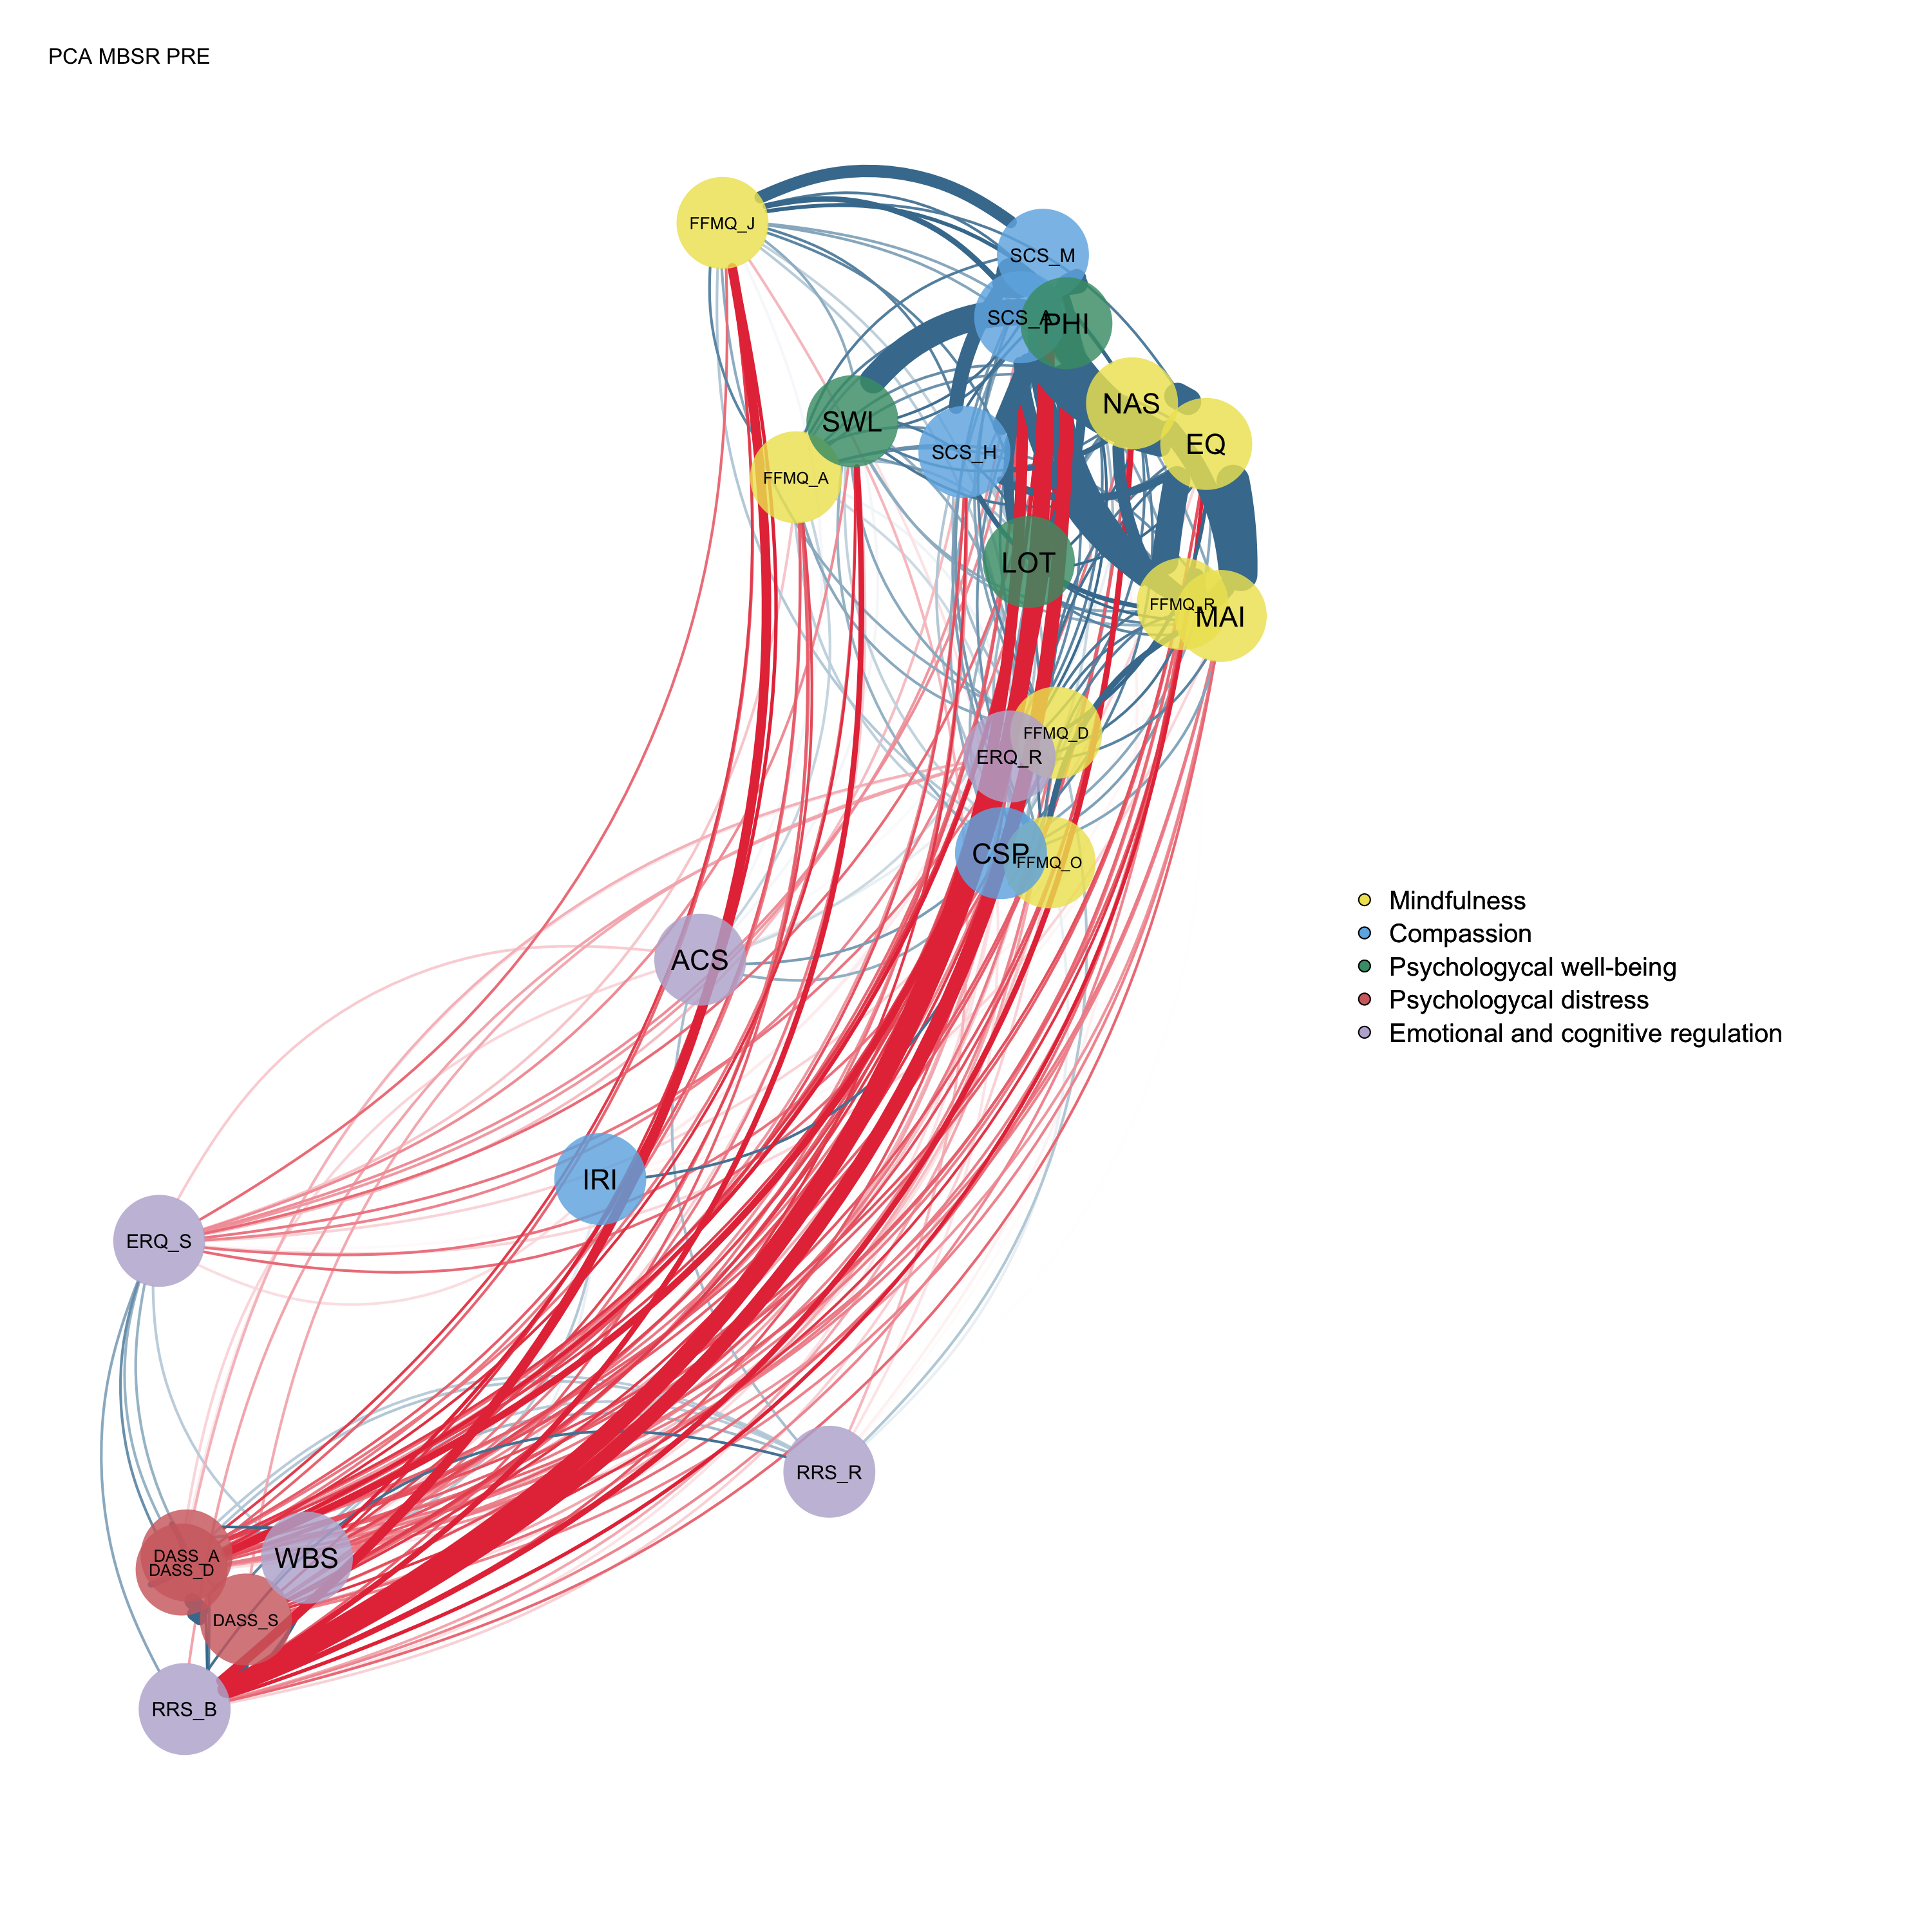 PCA MBSR PRE
FFMQ_J
SCS_M
SCS_A
PHI
NAS
SWL
EQ
SCS_H
FFMQ_A
LOT
FFMQ_R
MAI
FFMQ_D
ERQ_R
CSP
FFMQ_O
Mindfulness
Compassion
ACS
Psychologycal well-being
Psychologycal distress
Emotional and cognitive regulation
IRI
ERQ_S
RRS_R
DASS_A
WBS
DASS_D
DASS_S
RRS_B